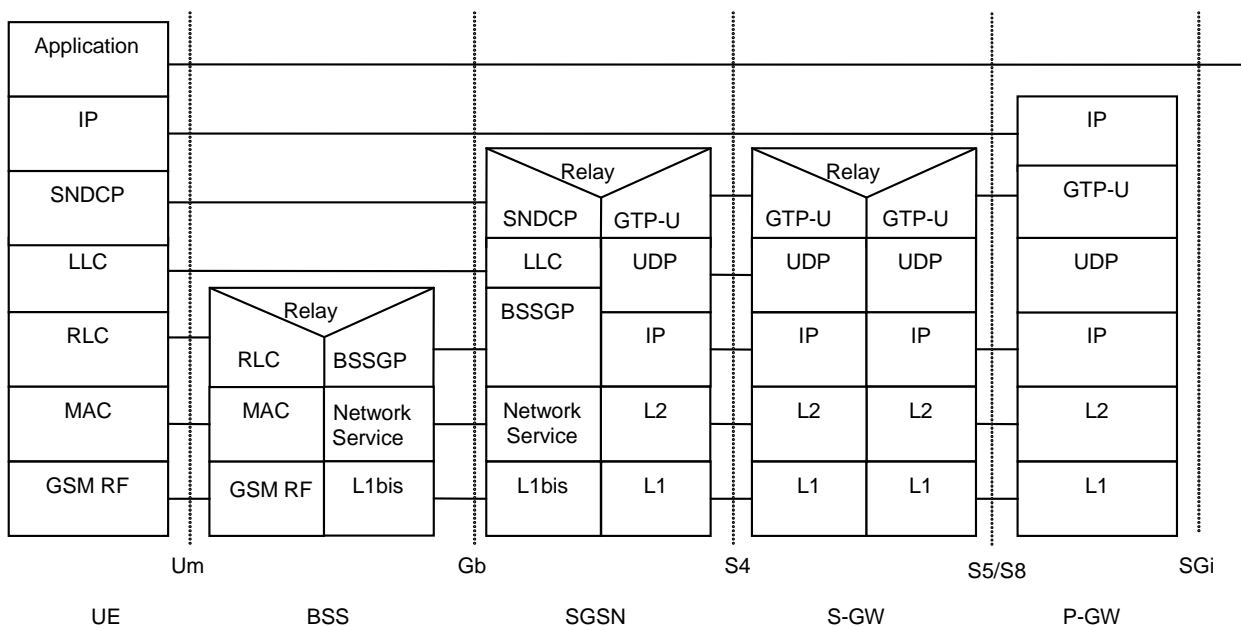 Application
IP
IP
Relay
Relay
SNDCP
GTP-U
SNDCP
GTP-U
GTP-U
GTP-U
LLC
LLC
UDP
UDP
UDP
UDP
Relay
BSSGP
RLC
IP
IP
IP
IP
RLC
BSSGP
MAC
MAC
Network
Service
Network
Service
L2
L2
L2
L2
GSM RF
GSM RF
L1bis
L1bis
L1
L1
L1
L1
Um
Gb
S4
S5/S8
SGi
UE
BSS
SGSN
S-GW
P-GW